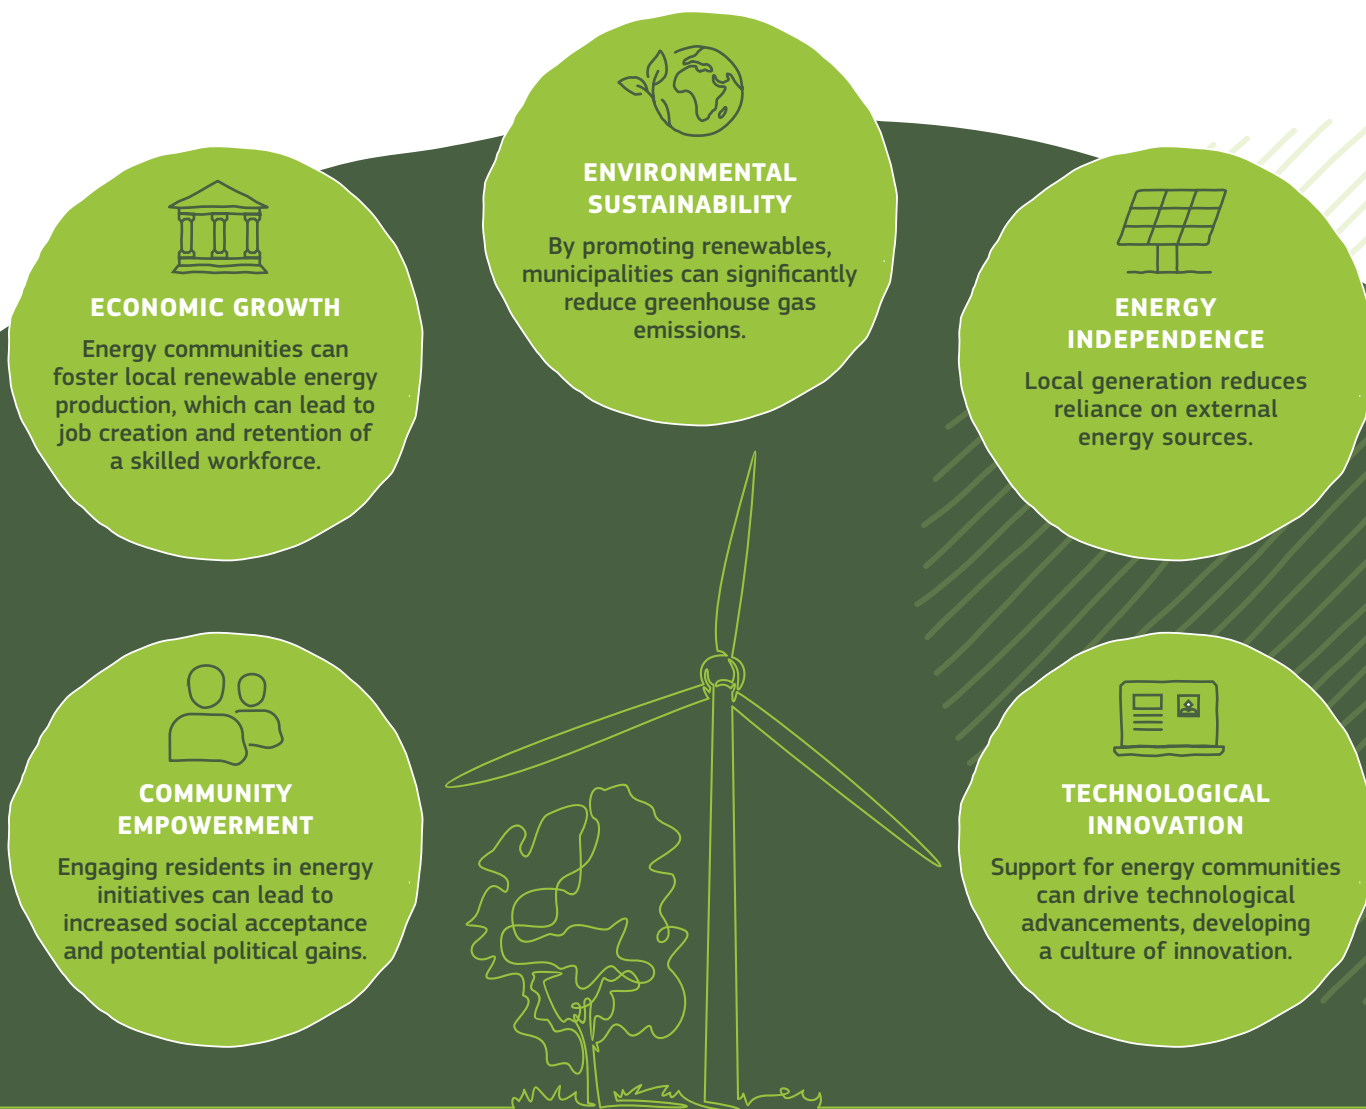 ENVIRONMENTAL
SUSTAINABILITY
By promoting renewables,
municipalities can significantly
reduce greenhouse gas
emissions.
ECONOMIC GROWTH
Energy communities can
foster local renewable energy
production, which can lead to
job creation and retention of
a skilled workforce.
ENERGY
INDEPENDENCE
Local generation reduces
reliance on external
energy sources.
COMMUNITY
EMPOWERMENT
Engaging residents in energy
initiatives can lead to
increased social acceptance
and potential political gains.
TECHNOLOGICAL
INNOVATION
Support for energy communities
can drive technological
advancements, developing
a culture of innovation.